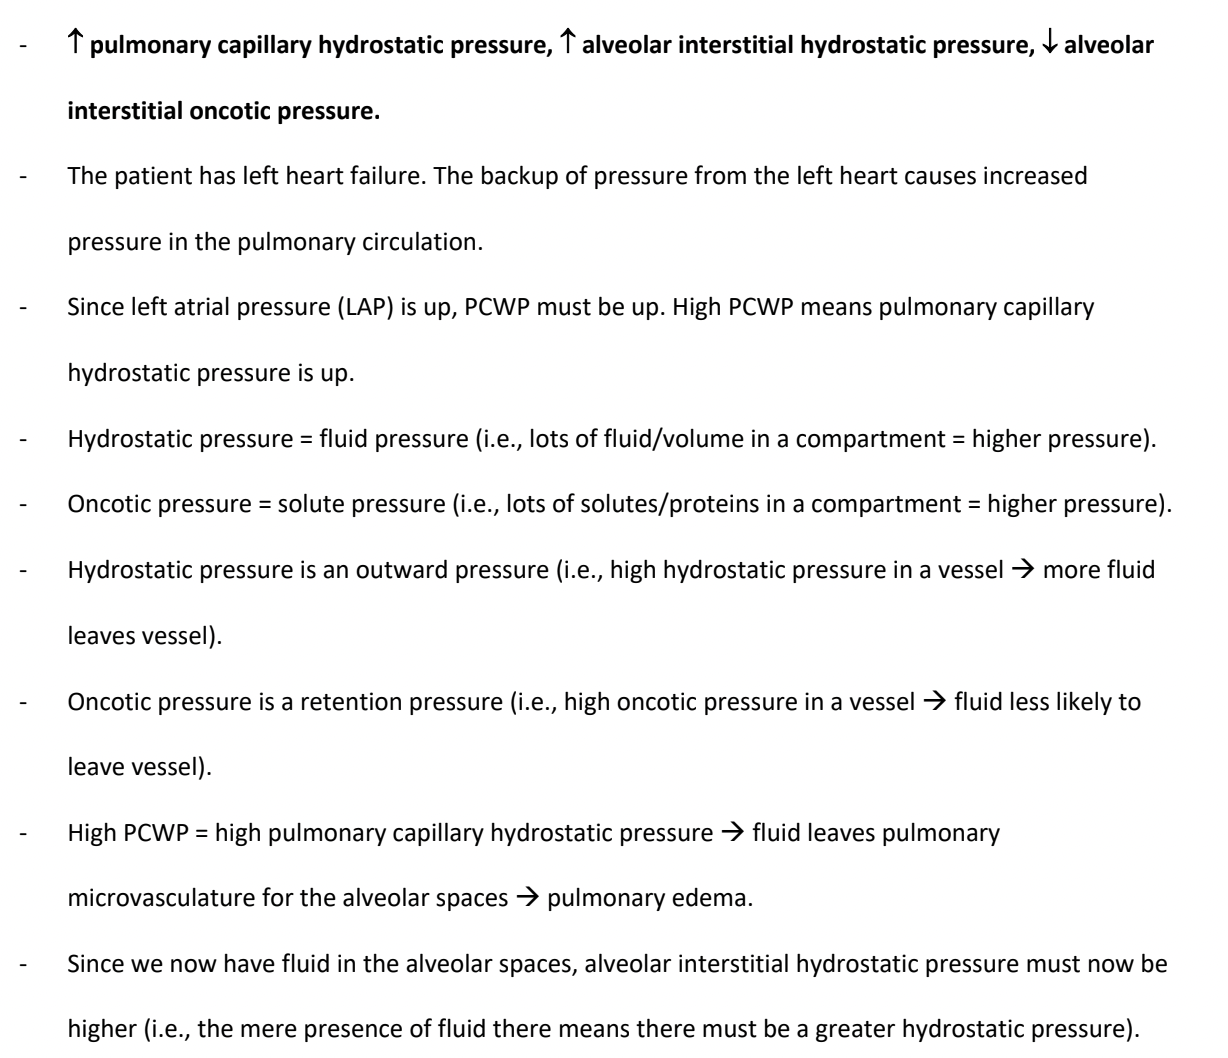 - ↑ pulmonary capillary hydrostatic pressure, ↑ alveolar interstitial hydrostatic pressure, ↓ alveolar
interstitial oncotic pressure.
- The patient has left heart failure. The backup of pressure from the left heart causes increased
pressure in the pulmonary circulation.
- Since left atrial pressure (LAP) is up, PCWP must be up. High PCWP means pulmonary capillary
hydrostatic pressure is up.
- Hydrostatic pressure = fluid pressure (i.e., lots of fluid/volume in a compartment = higher pressure).
- Oncotic pressure = solute pressure (i.e., lots of solutes/proteins in a compartment = higher pressure).
- Hydrostatic pressure is an outward pressure (i.e., high hydrostatic pressure in a vessel → more fluid
leaves vessel).
- Oncotic pressure is a retention pressure (i.e., high oncotic pressure in a vessel → fluid less likely to
leave vessel).
- High PCWP = high pulmonary capillary hydrostatic pressure → fluid leaves pulmonary
microvasculature for the alveolar spaces → pulmonary edema.
- Since we now have fluid in the alveolar spaces, alveolar interstitial hydrostatic pressure must now be
higher (i.e., the mere presence of fluid there means there must be a greater hydrostatic pressure).